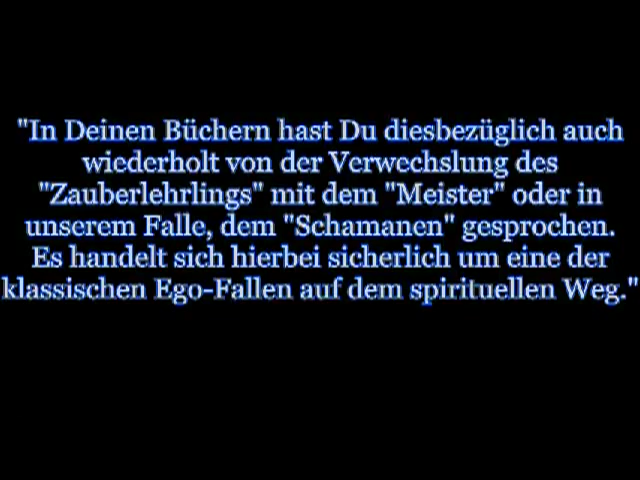 "In Deinen Büchern hast Du diesbezüglich auch
wiederholt von der Verwechslung des
"Zauberlehrlings" mit dem "Meister" oder in
unserem Falle, dem "Schamanen" gesprochen.
Es handelt sich hierbei sicherlich um eine der
klassischen Ego-Fallen auf dem spirituellen Weg."